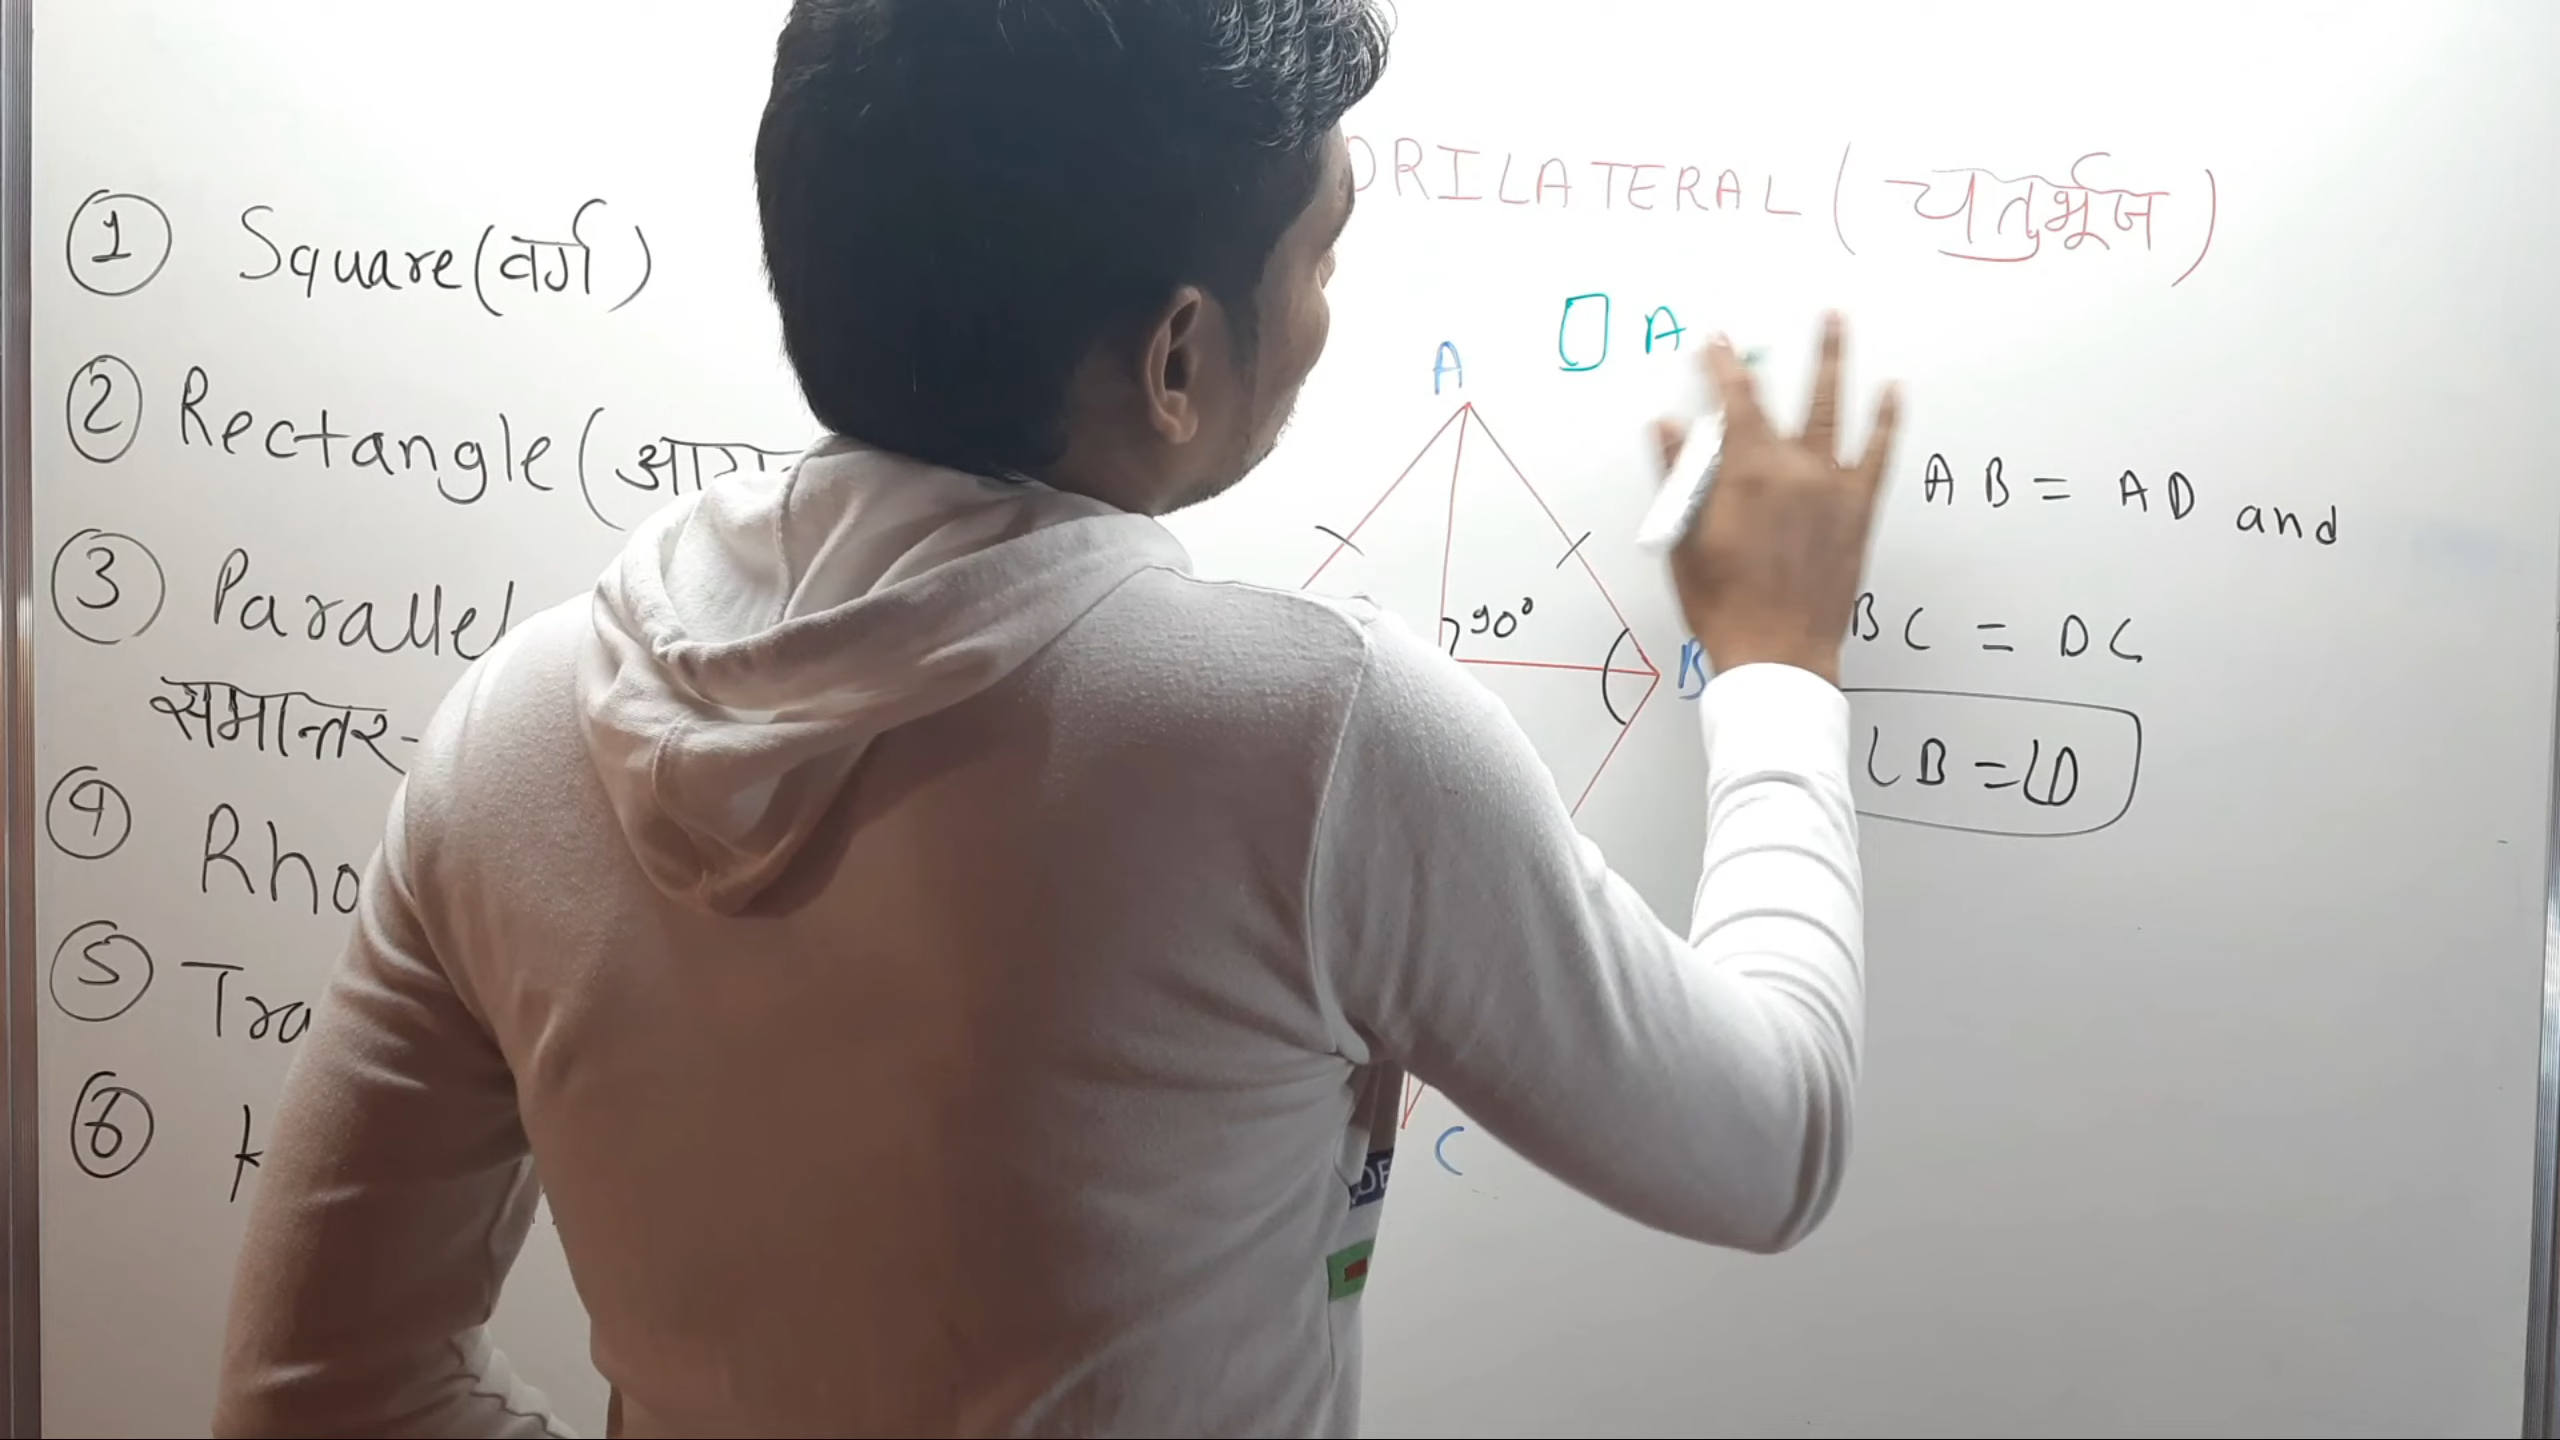 DRILATERAL (चतुर्भूज)
① Square (वर्ग)
② Rectangle (
③ Parallel
समान्तर-
④ Rho
⑤ Tra
⑥
A
A
90°
B
C
AB = AD and
BC = DC
∠B = ∠D